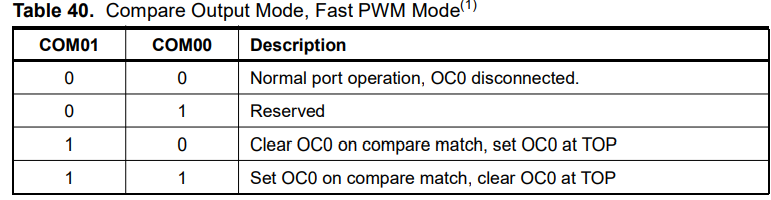 Table 40. Compare Output Mode, Fast PWM Mode(1)
COM01 COM00 Description
0 0 Normal port operation, OC0 disconnected.
0 1 Reserved
1 0 Clear OC0 on compare match, set OC0 at TOP
1 1 Set OC0 on compare match, clear OC0 at TOP